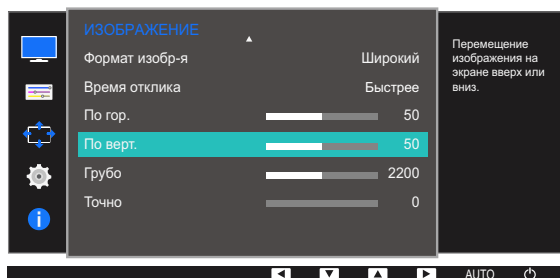 ИЗОБРАЖЕНИЕ
Формат изобр-я Широкий
Время отклика Быстрее
По гор. 50
По верт. 50
Грубо 2200
Точно 0
Перемещение
изображения на
экране вверх или
вниз.
AUTO